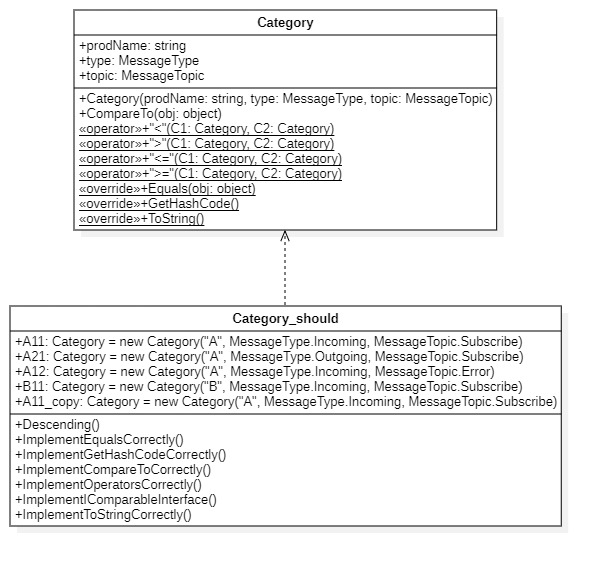 Category
+prodName: string
+type: MessageType
+topic: MessageTopic
+Category(prodName: string, type: MessageType, topic: MessageTopic)
+CompareTo(obj: object)
«operator»+"<"(C1: Category, C2: Category)
«operator»+">"(C1: Category, C2: Category)
«operator»+"<="(C1: Category, C2: Category)
«operator»+">="(C1: Category, C2: Category)
«override»+Equals(obj: object)
«override»+GetHashCode()
«override»+ToString()
Category_should
+A11: Category = new Category("A", MessageType.Incoming, MessageTopic.Subscribe)
+A21: Category = new Category("A", MessageType.Outgoing, MessageTopic.Subscribe)
+A12: Category = new Category("A", MessageType.Incoming, MessageTopic.Error)
+B11: Category = new Category("B", MessageType.Incoming, MessageTopic.Subscribe)
+A11_copy: Category = new Category("A", MessageType.Incoming, MessageTopic.Subscribe)
+Descending()
+ImplementEqualsCorrectly()
+ImplementGetHashCodeCorrectly()
+ImplementCompareToCorrectly()
+ImplementOperatorsCorrectly()
+ImplementIComparableInterface()
+ImplementToStringCorrectly()